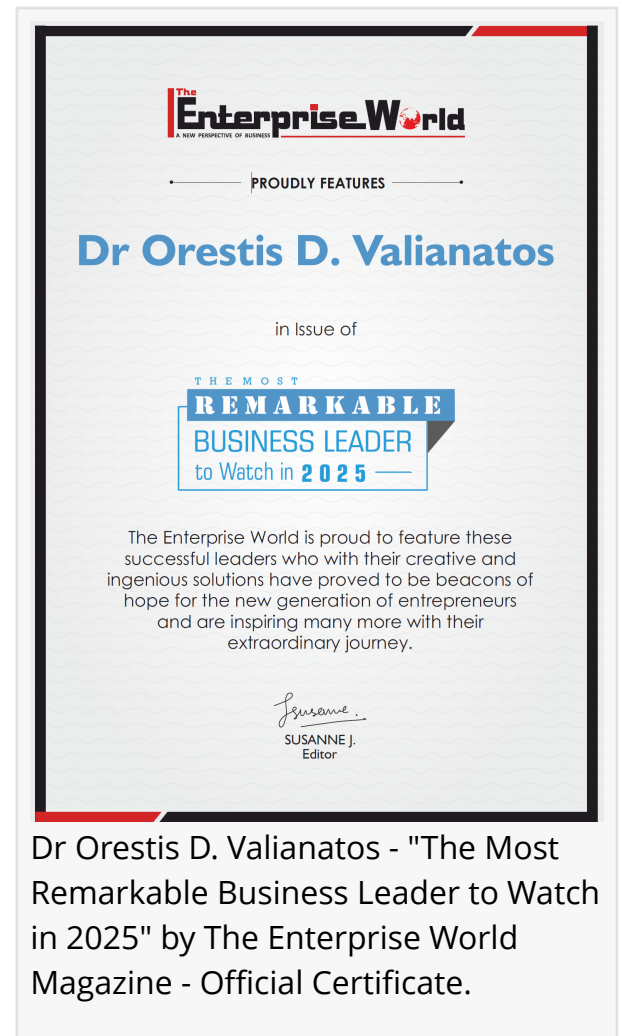 The
Enterprise World
A NEW PERSPECTIVE OF BUSINESS
PROUDLY FEATURES
Dr Orestis D. Valianatos
in Issue of
THE MOST
REMARKABLE
BUSINESS LEADER
to Watch in 2025
The Enterprise World is proud to feature these
successful leaders who with their creative and
ingenious solutions have proved to be beacons of
hope for the new generation of entrepreneurs
and are inspiring many more with their
extraordinary journey.
Jsusanne.
SUSANNE J.
Editor
Dr Orestis D. Valianatos - "The Most
Remarkable Business Leader to Watch
in 2025" by The Enterprise World
Magazine - Official Certificate.